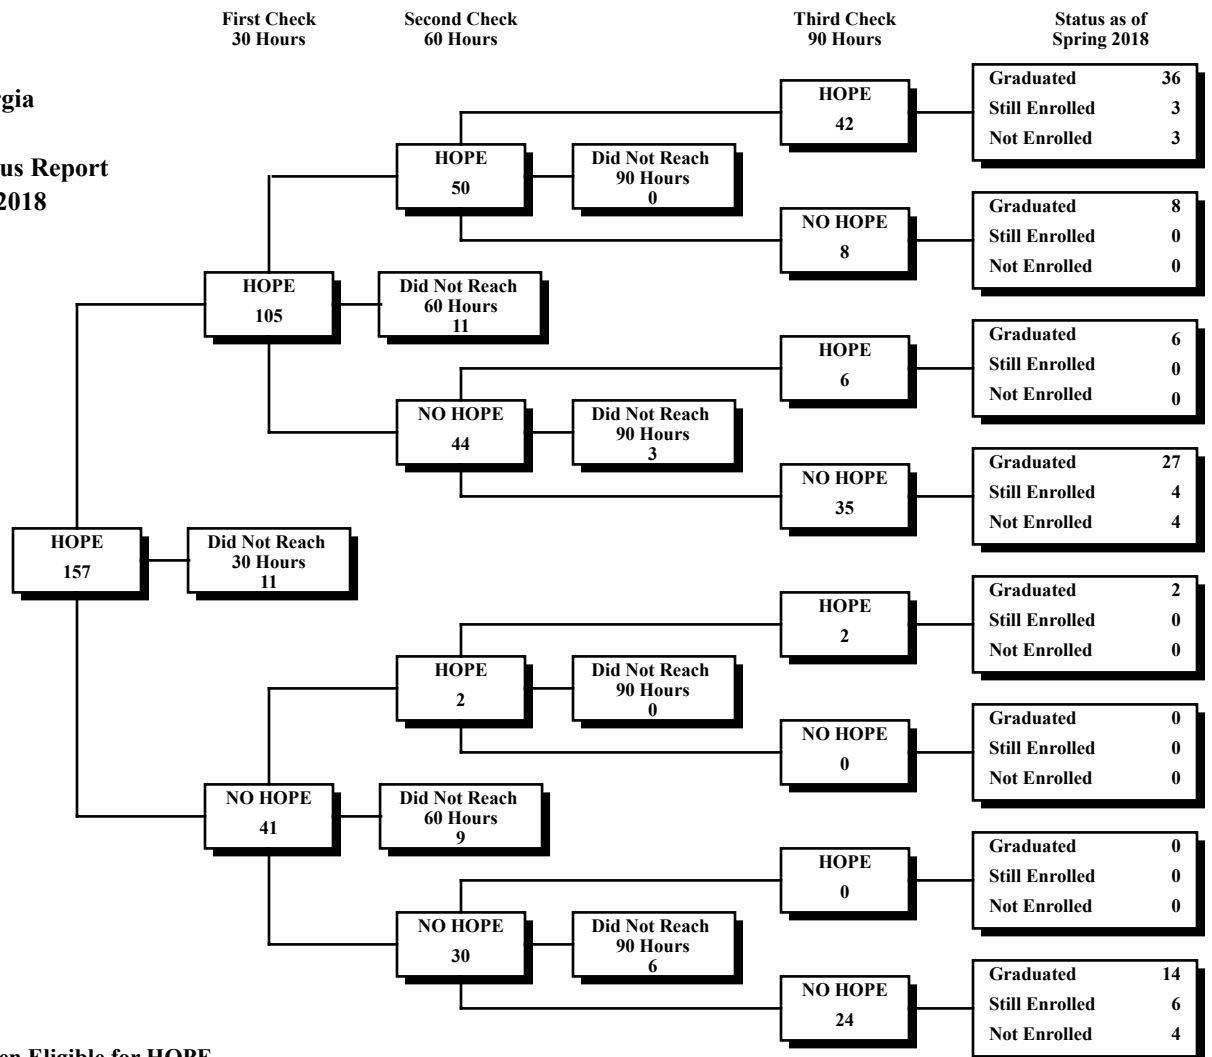 First Check
30 Hours
Second Check
60 Hours
Third Check
90 Hours
Status as of
Spring 2018
rgia
us Report
2018
HOPE
42
Graduated 36
Still Enrolled 3
Not Enrolled 3
HOPE
50
Did Not Reach
90 Hours
0
NO HOPE
8
Graduated 8
Still Enrolled 0
Not Enrolled 0
HOPE
105
Did Not Reach
60 Hours
11
HOPE
6
Graduated 6
Still Enrolled 0
Not Enrolled 0
NO HOPE
44
Did Not Reach
90 Hours
3
NO HOPE
35
Graduated 27
Still Enrolled 4
Not Enrolled 4
HOPE
157
Did Not Reach
30 Hours
11
HOPE
2
Graduated 2
Still Enrolled 0
Not Enrolled 0
HOPE
2
Did Not Reach
90 Hours
0
NO HOPE
0
Graduated 0
Still Enrolled 0
Not Enrolled 0
NO HOPE
41
Did Not Reach
60 Hours
9
HOPE
0
Graduated 0
Still Enrolled 0
Not Enrolled 0
NO HOPE
30
Did Not Reach
90 Hours
6
NO HOPE
24
Graduated 14
Still Enrolled 6
Not Enrolled 4
en Eligible for HOPE